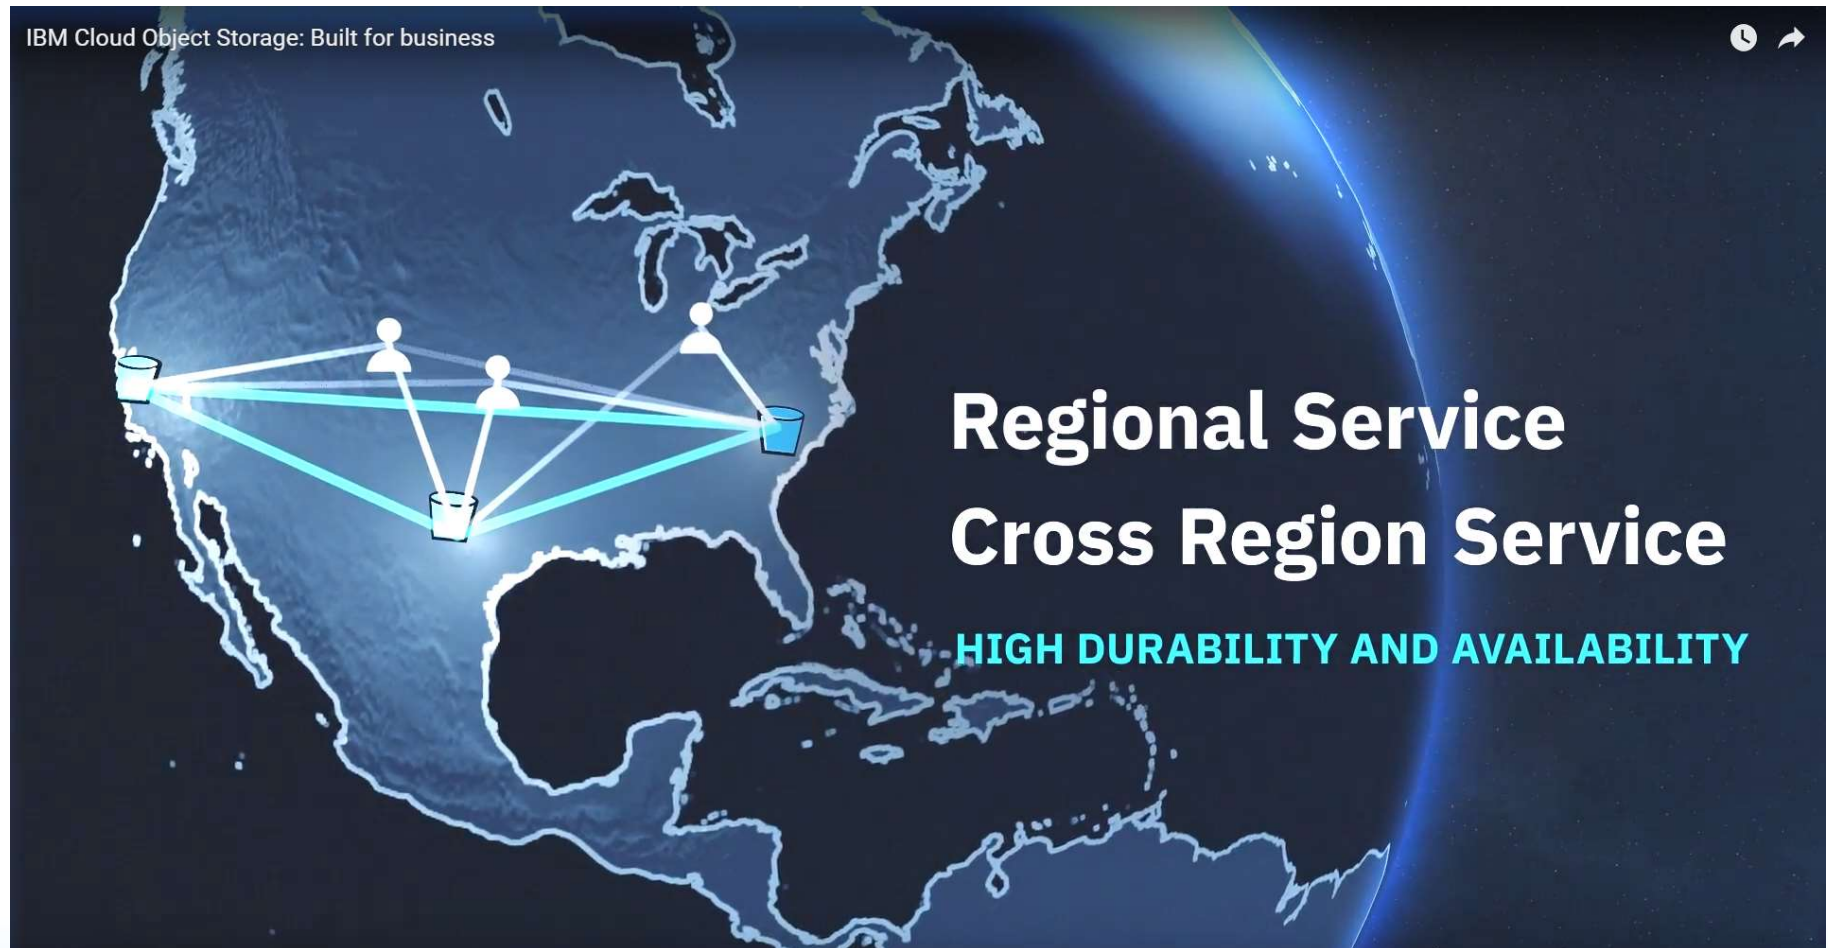 IBM Cloud Object Storage: Built for business
Regional Service
Cross Region Service
HIGH DURABILITY AND AVAILABILITY